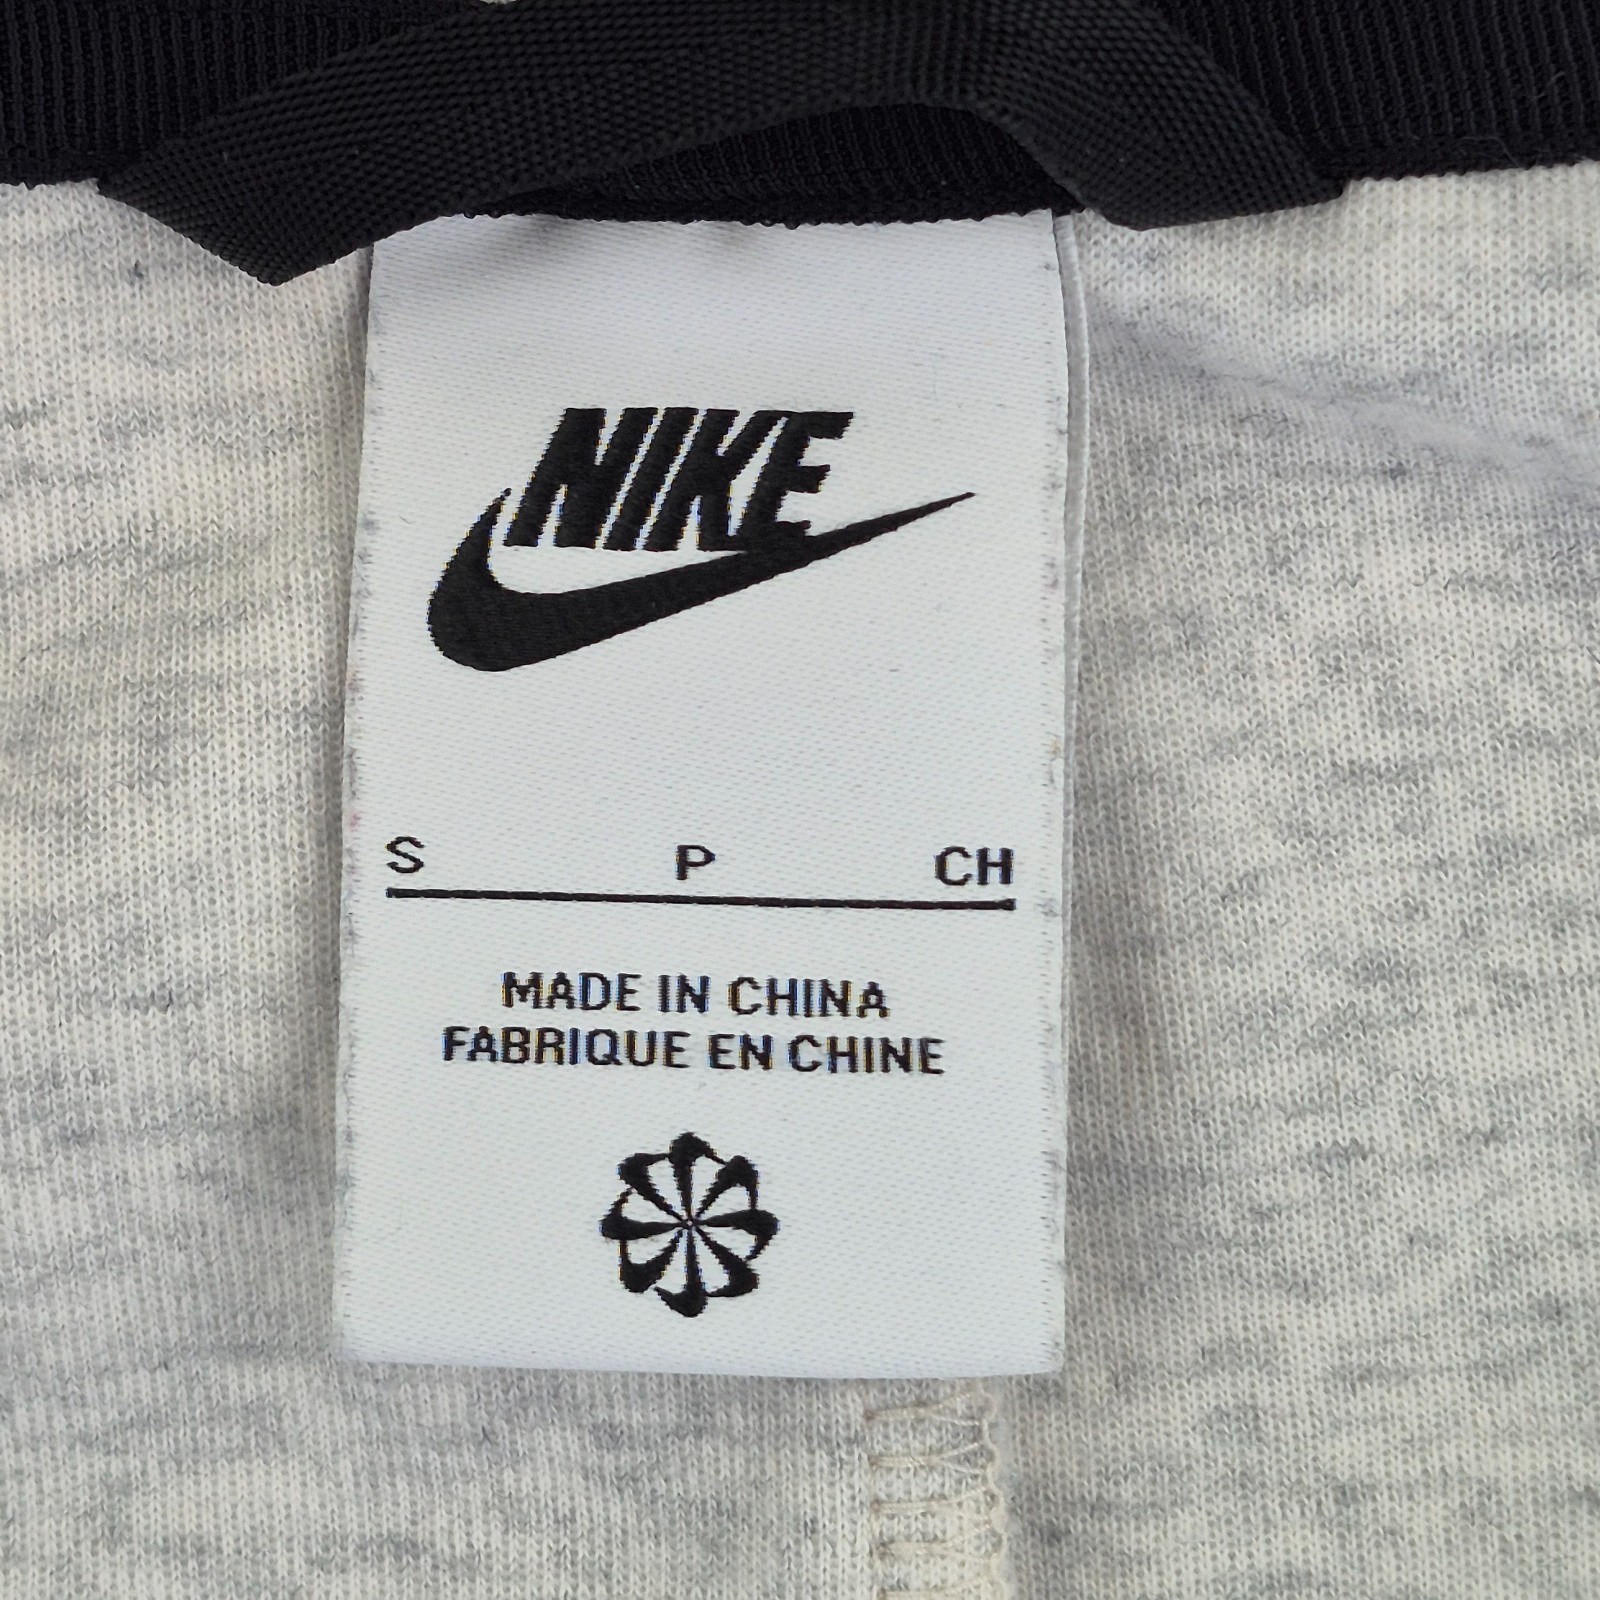 NIKE
S P CH
MADE IN CHINA
FABRIQUE EN CHINE